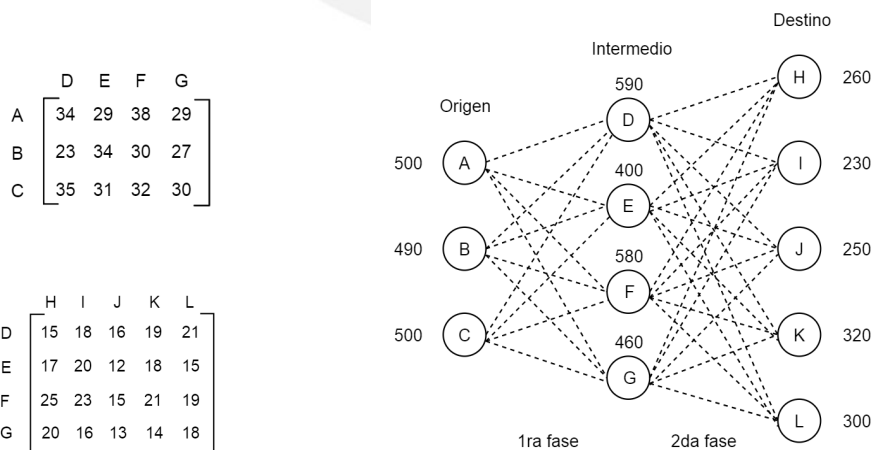 D E F G
A 34 29 38 29
B 23 34 30 27
C 35 31 32 30
H I J K L
D 15 18 16 19 21
E 17 20 12 18 15
F 25 23 15 21 19
G 20 16 13 14 18
Destino
Intermedio
Origen
590
H 260
D
500 A
I 230
400
E
490 B
J 250
580
F
500 C
K 320
460
G
L 300
1ra fase 2da fase